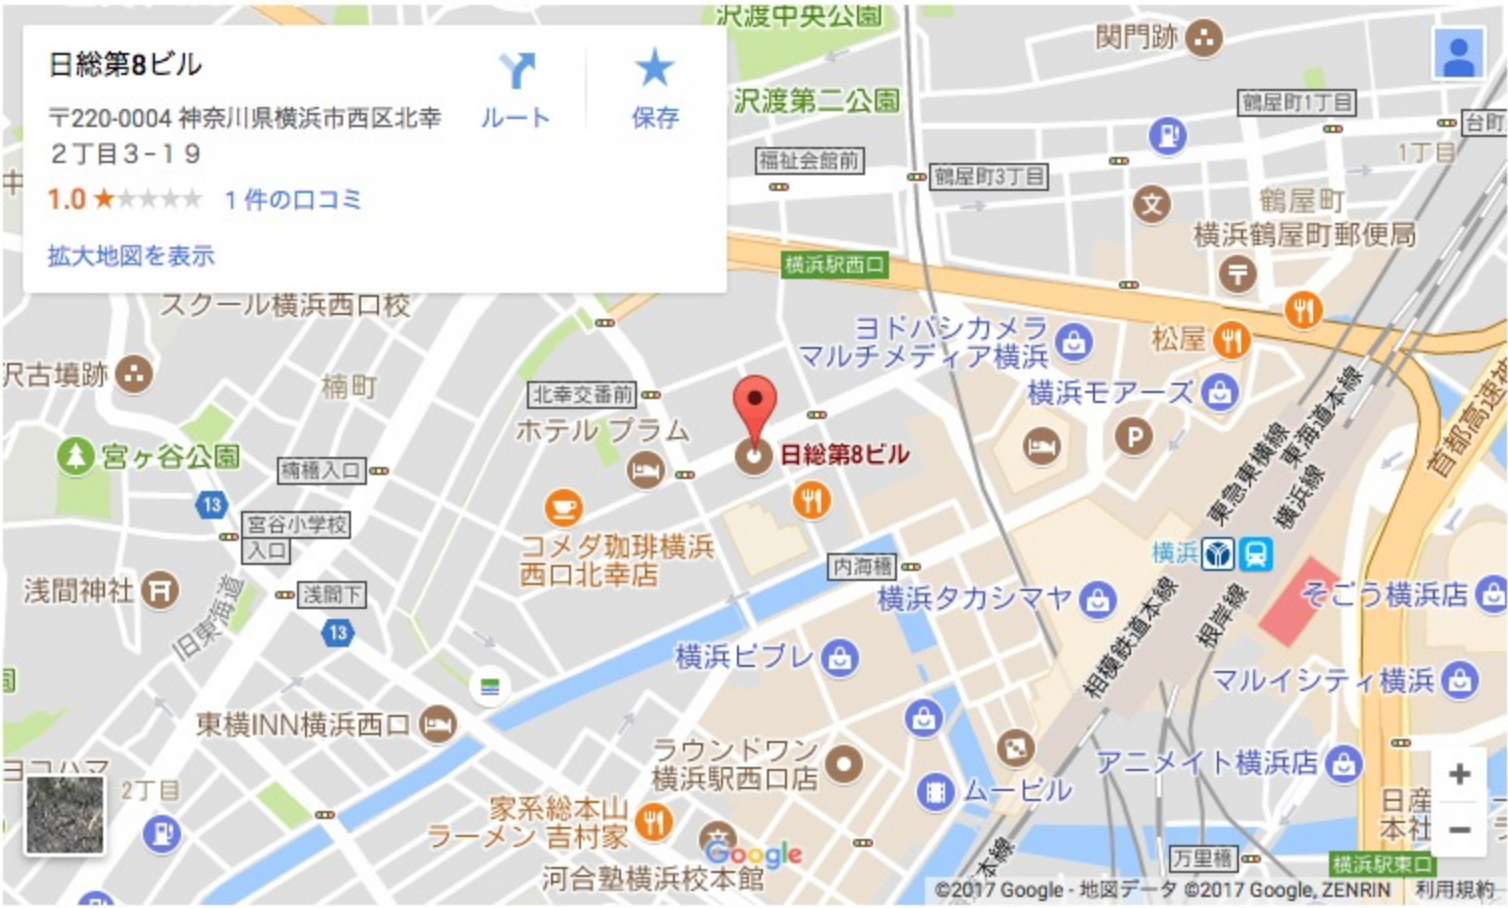 沢渡中央公園
関門跡
日総第8ビル
ルート
保存
〒220-0004 神奈川県横浜市西区北幸
２丁目３−１９
1.0
1 件の口コミ
拡大地図を表示
沢渡第二公園
鶴屋町1丁目
台町
1丁目
福祉会館前
鶴屋町3丁目
中
鶴屋町
横浜鶴屋町郵便局
横浜駅西口
スクール横浜西口校
ヨドバシカメラ
マルチメディア横浜
松屋
沢古墳跡
楠町
北幸交番前
横浜モアーズ
P
東海道本線
首都高速神
ホテル プラム
日総第8ビル
宮ヶ谷公園
楠橋入口
東急東横線
横浜線
13
宮谷小学校
入口
コメダ珈琲横浜
西口北幸店
横浜
内海橋
浅間神社
浅間下
旧東海道
横浜タカシマヤ
そごう横浜店
相模鉄道本線
根岸線
13
横浜ビブレ
園
マルイシティ横浜
東横INN横浜西口
ラウンドワン
横浜駅西口店
アニメイト横浜店
ヨコハマ
2丁目
ムービル
家系総本山
ラーメン 吉村家
日産
本社
文
Google
河合塾横浜校本館
本線
万里橋
横浜駅東口
©2017 Google - 地図データ ©2017 Google, ZENRIN
利用規約